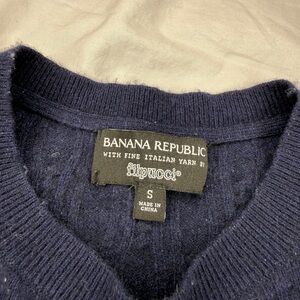 BANANA REPUBLIC
WITH FINE ITALIAN YARN BY
filpucci®
S
MADE IN
CHINA